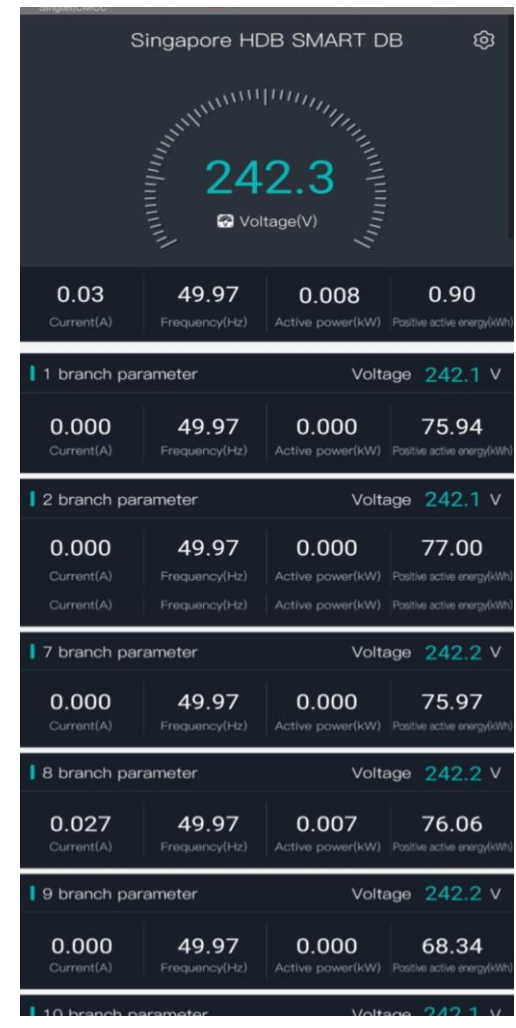 Singtel|CMCC
Singapore HDB SMART DB
242.3
Voltage(V)
0.03 49.97 0.008 0.90
Current(A) Frequency(Hz) Active power(kW) Positive active energy(kWh)
1 branch parameter Voltage 242.1 V
0.000 49.97 0.000 75.94
Current(A) Frequency(Hz) Active power(kW) Positive active energy(kWh)
2 branch parameter Voltage 242.1 V
0.000 49.97 0.000 77.00
Current(A) Frequency(Hz) Active power(kW) Positive active energy(kWh)
Current(A) Frequency(Hz) Active power(kW) Positive active energy(kWh)
7 branch parameter Voltage 242.2 V
0.000 49.97 0.000 75.97
Current(A) Frequency(Hz) Active power(kW) Positive active energy(kWh)
8 branch parameter Voltage 242.2 V
0.027 49.97 0.007 76.06
Current(A) Frequency(Hz) Active power(kW) Positive active energy(kWh)
9 branch parameter Voltage 242.2 V
0.000 49.97 0.000 68.34
Current(A) Frequency(Hz) Active power(kW) Positive active energy(kWh)
10 branch parameter Voltage 242.1 V